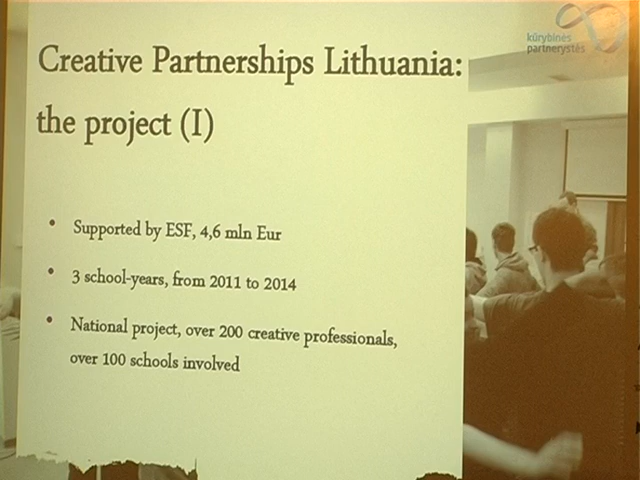 kūrybinės
partnerystės
Creative Partnerships Lithuania:
the project (I)
• Supported by ESF, 4,6 mln Eur
• 3 school-years, from 2011 to 2014
• National project, over 200 creative professionals,
over 100 schools involved